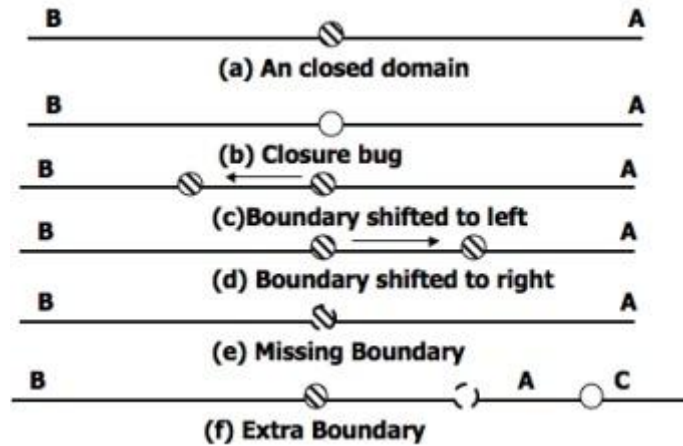 B A
(a) An closed domain
B A
(b) Closure bug
B A
(c)Boundary shifted to left
B A
(d) Boundary shifted to right
B A
(e) Missing Boundary
B A C
(f) Extra Boundary